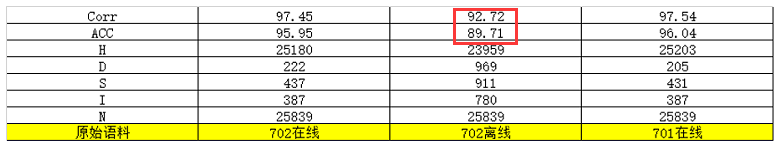 Corr 97.45 92.72 97.54
ACC 95.95 89.71 96.04
H 25180 23959 25203
D 222 969 205
S 437 911 431
I 387 780 387
N 25839 25839 25839
原始语料 702在线 702离线 701在线